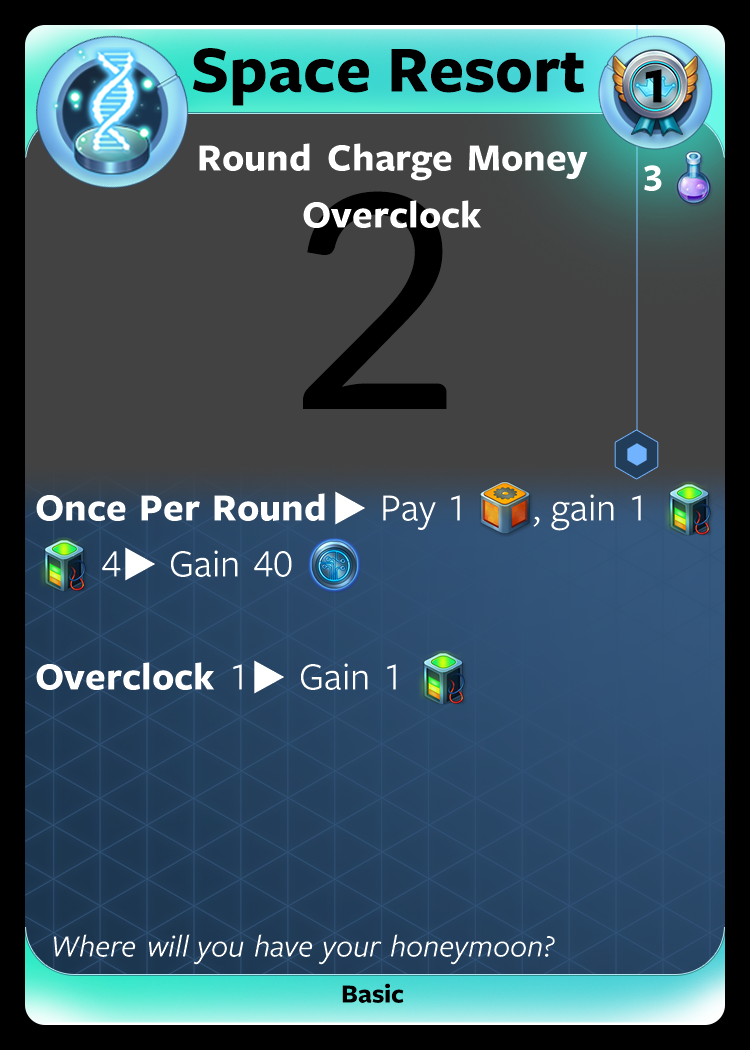 Space Resort
1
Round Charge Money
3
Overclock
2
Once Per Round▶ Pay 1 , gain 1
4▶ Gain 40
Overclock 1▶ Gain 1
Where will you have your honeymoon?
Basic